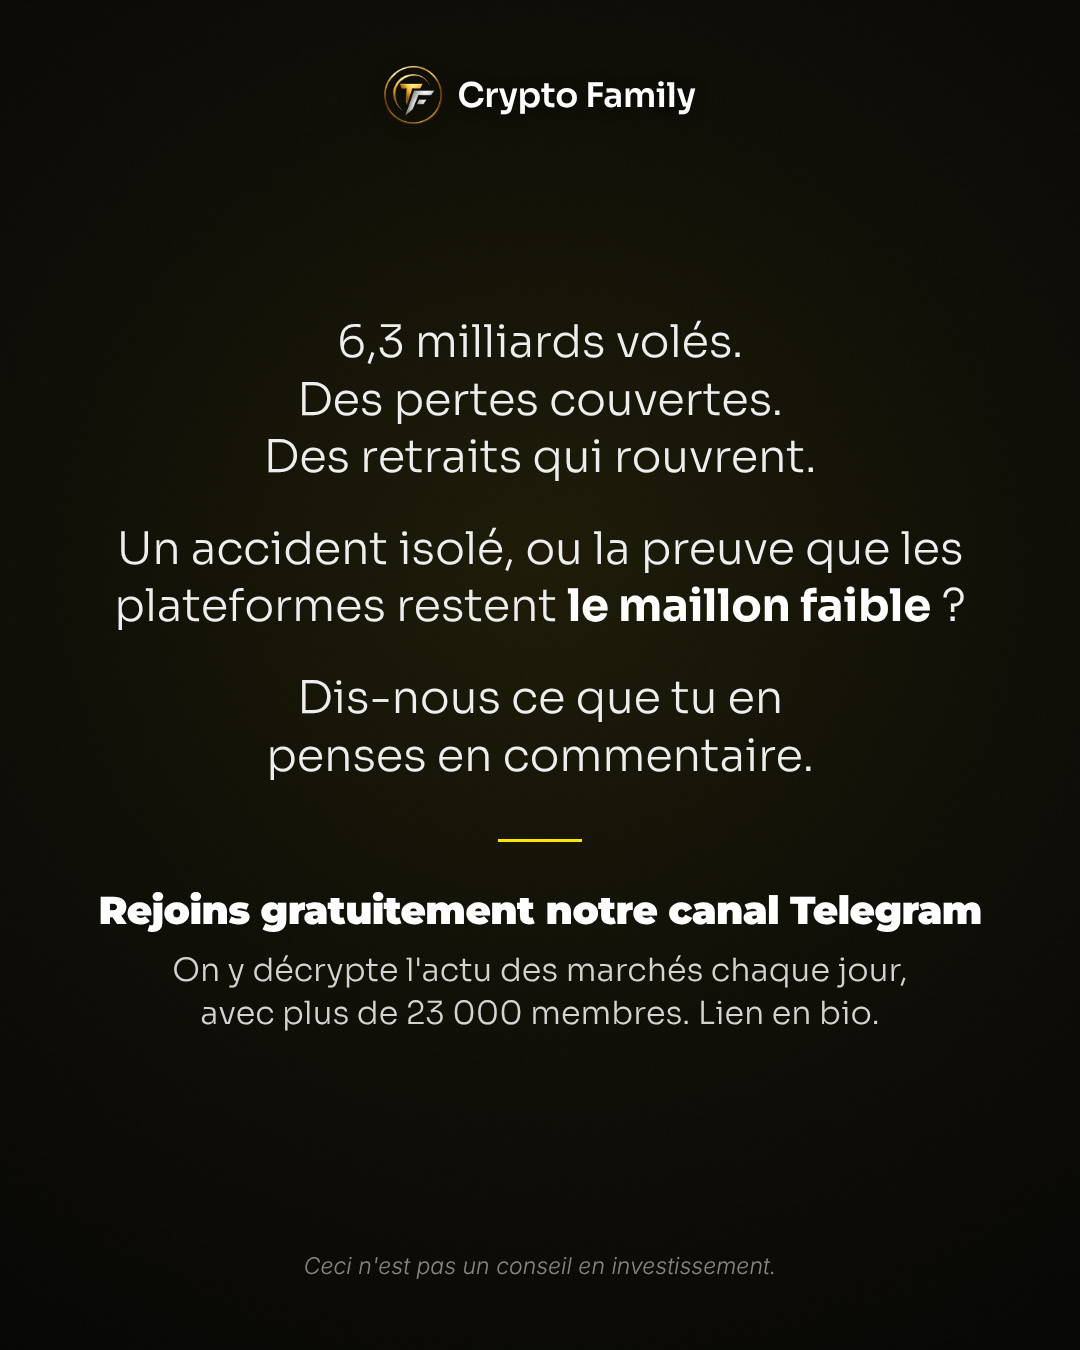 TF Crypto Family
6,3 milliards volés.
Des pertes couvertes.
Des retraits qui rouvrent.
Un accident isolé, ou la preuve que les
plateformes restent le maillon faible ?
Dis-nous ce que tu en
penses en commentaire.
Rejoins gratuitement notre canal Telegram
On y décrypte l'actu des marchés chaque jour,
avec plus de 23 000 membres. Lien en bio.
Ceci n'est pas un conseil en investissement.